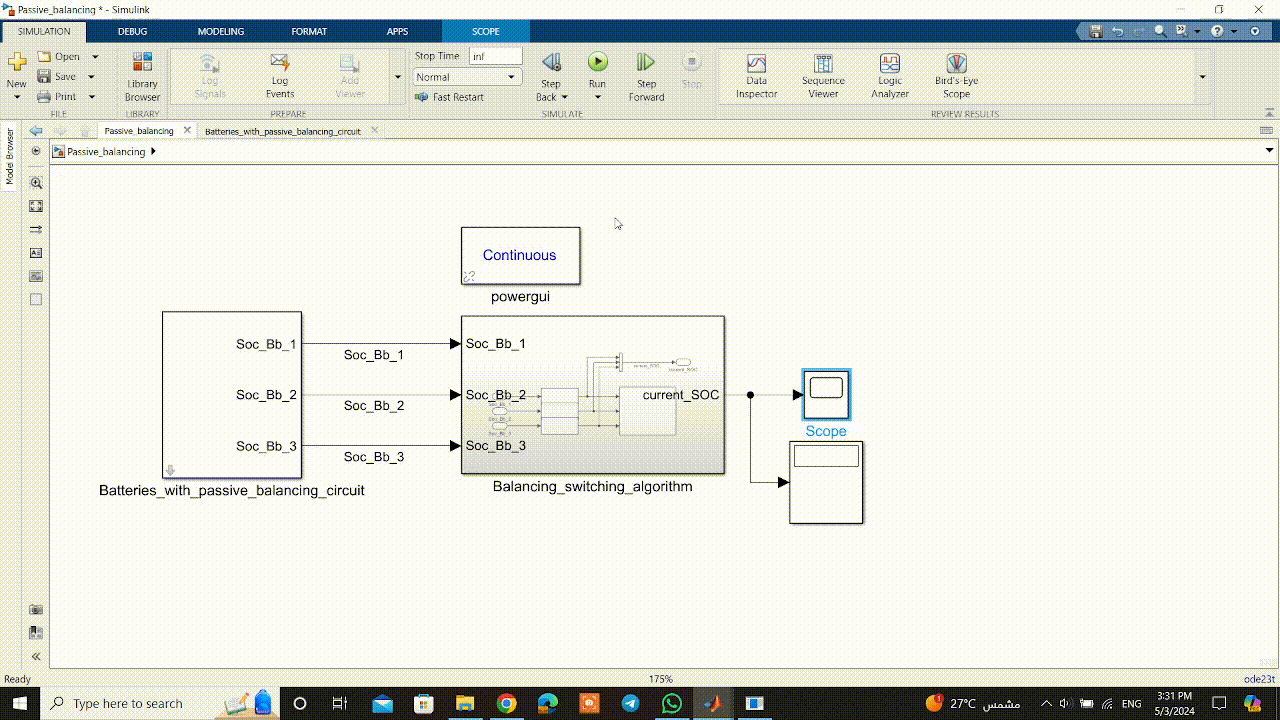 Passive_balancing * - Simulink
SIMULATION DEBUG MODELING FORMAT APPS SCOPE
New
Open
Save
Print
FILE
Library
Browser
LIBRARY
Log
Signals
Log
Events
Add
Viewer
PREPARE
Stop Time inf
Normal
Fast Restart
Step
Back
Run
Step
Forward
Stop
SIMULATE
Data
Inspector
Sequence
Viewer
Logic
Analyzer
Bird's-Eye
Scope
REVIEW RESULTS
Model Browser
Passive_balancing Batteries_with_passive_balancing_circuit
Passive_balancing
Continuous
powergui
Soc_Bb_1 Soc_Bb_1 Soc_Bb_1
Soc_Bb_2 Soc_Bb_2 Soc_Bb_2 current_SOC
Soc_Bb_3 Soc_Bb_3 Soc_Bb_3
Batteries_with_passive_balancing_circuit
Balancing_switching_algorithm
Scope
Ready 175% ode23t
Type here to search
27°C مشمس
ENG
3:31 PM
5/3/2024